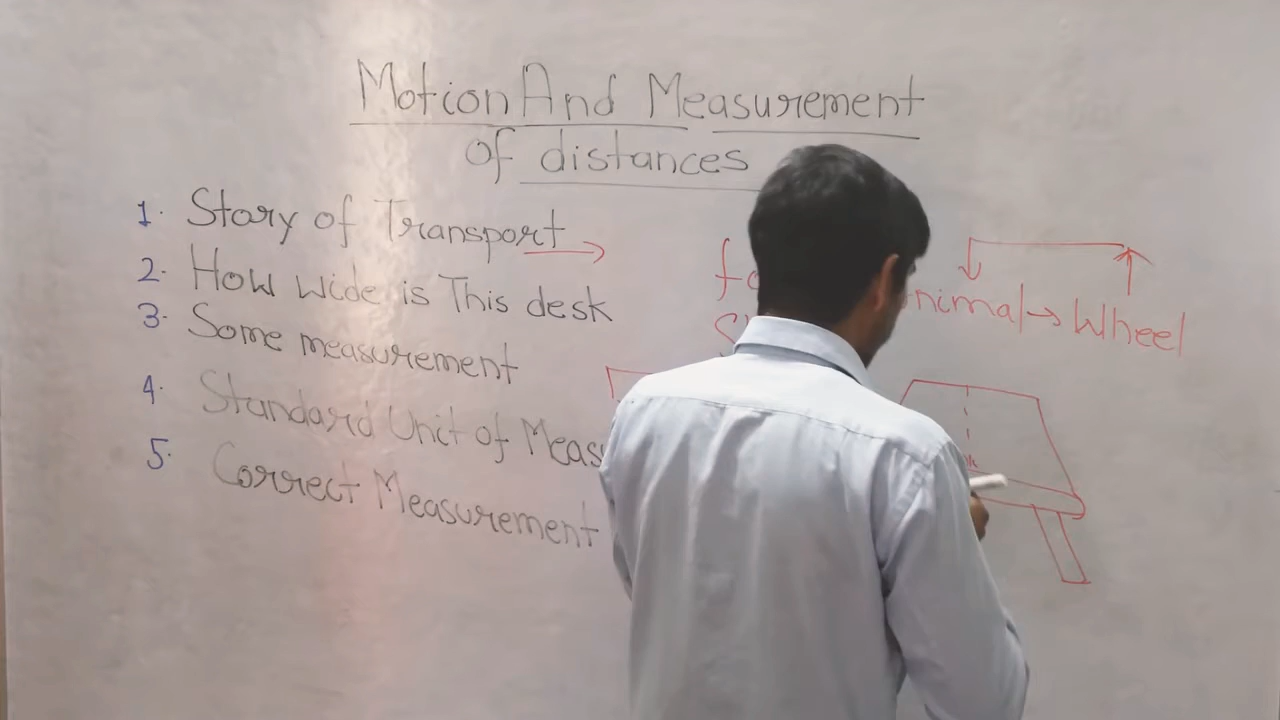 Motion And Measurement
of distances
1. Story of Transport →
2. How wide is This desk
3. Some measurement
4. Standard Unit of
5. Correct Measurement
→ Wheel